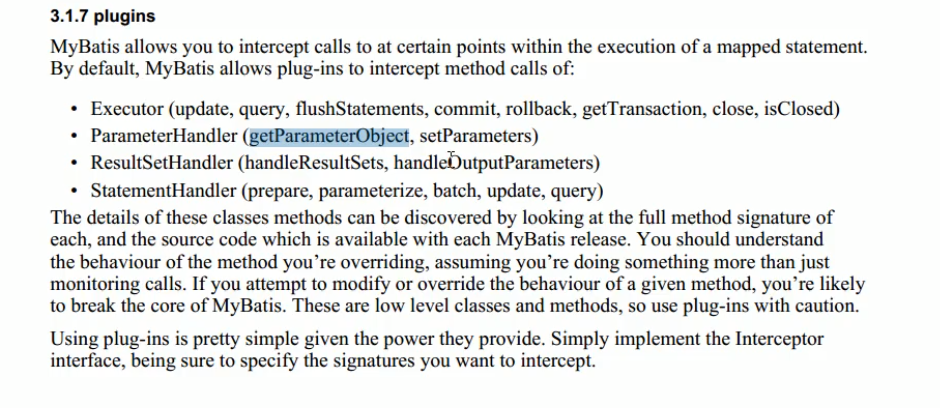 3.1.7 plugins
MyBatis allows you to intercept calls to at certain points within the execution of a mapped statement.
By default, MyBatis allows plug-ins to intercept method calls of:
• Executor (update, query, flushStatements, commit, rollback, getTransaction, close, isClosed)
• ParameterHandler (getParameterObject, setParameters)
• ResultSetHandler (handleResultSets, handleOutputParameters)
• StatementHandler (prepare, parameterize, batch, update, query)
The details of these classes methods can be discovered by looking at the full method signature of
each, and the source code which is available with each MyBatis release. You should understand
the behaviour of the method you’re overriding, assuming you’re doing something more than just
monitoring calls. If you attempt to modify or override the behaviour of a given method, you’re likely
to break the core of MyBatis. These are low level classes and methods, so use plug-ins with caution.
Using plug-ins is pretty simple given the power they provide. Simply implement the Interceptor
interface, being sure to specify the signatures you want to intercept.